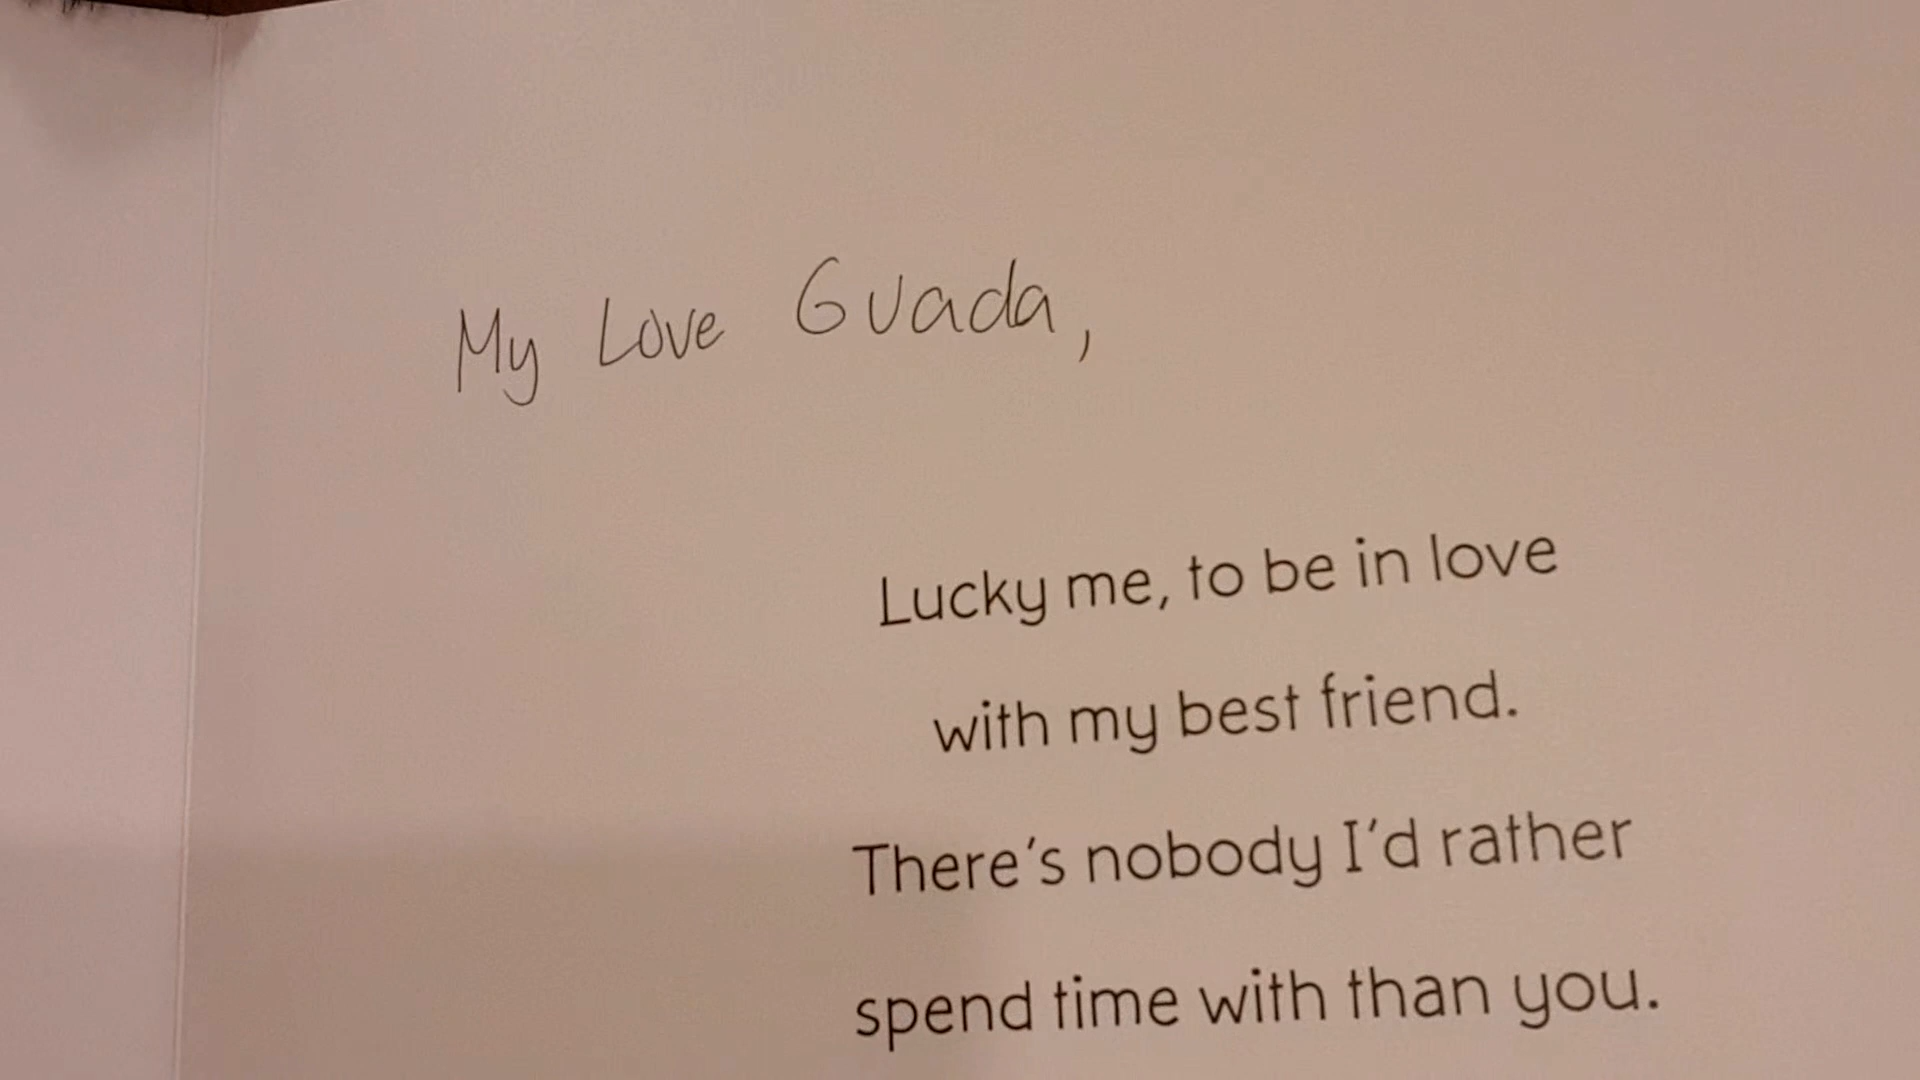 My Love Guada,
Lucky me, to be in love
with my best friend.
There's nobody I'd rather
spend time with than you.